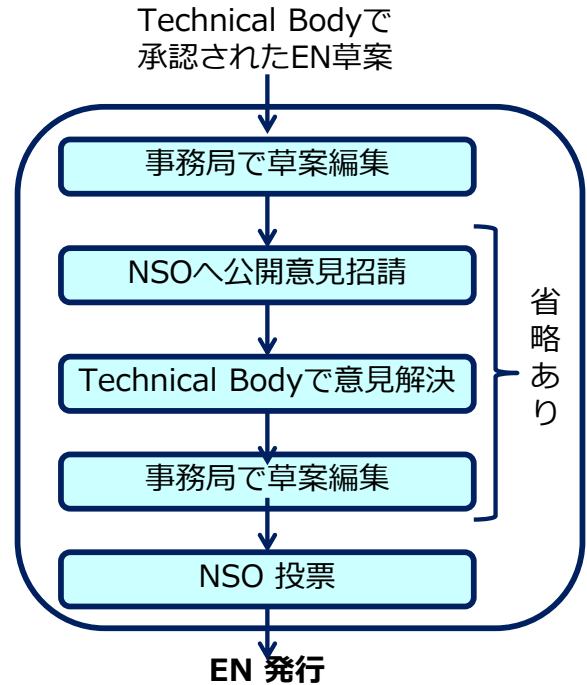 Technical Bodyで
承認されたEN草案
事務局で草案編集
NSOへ公開意見招請
Technical Bodyで意見解決
事務局で草案編集
省略あり
NSO 投票
EN 発行